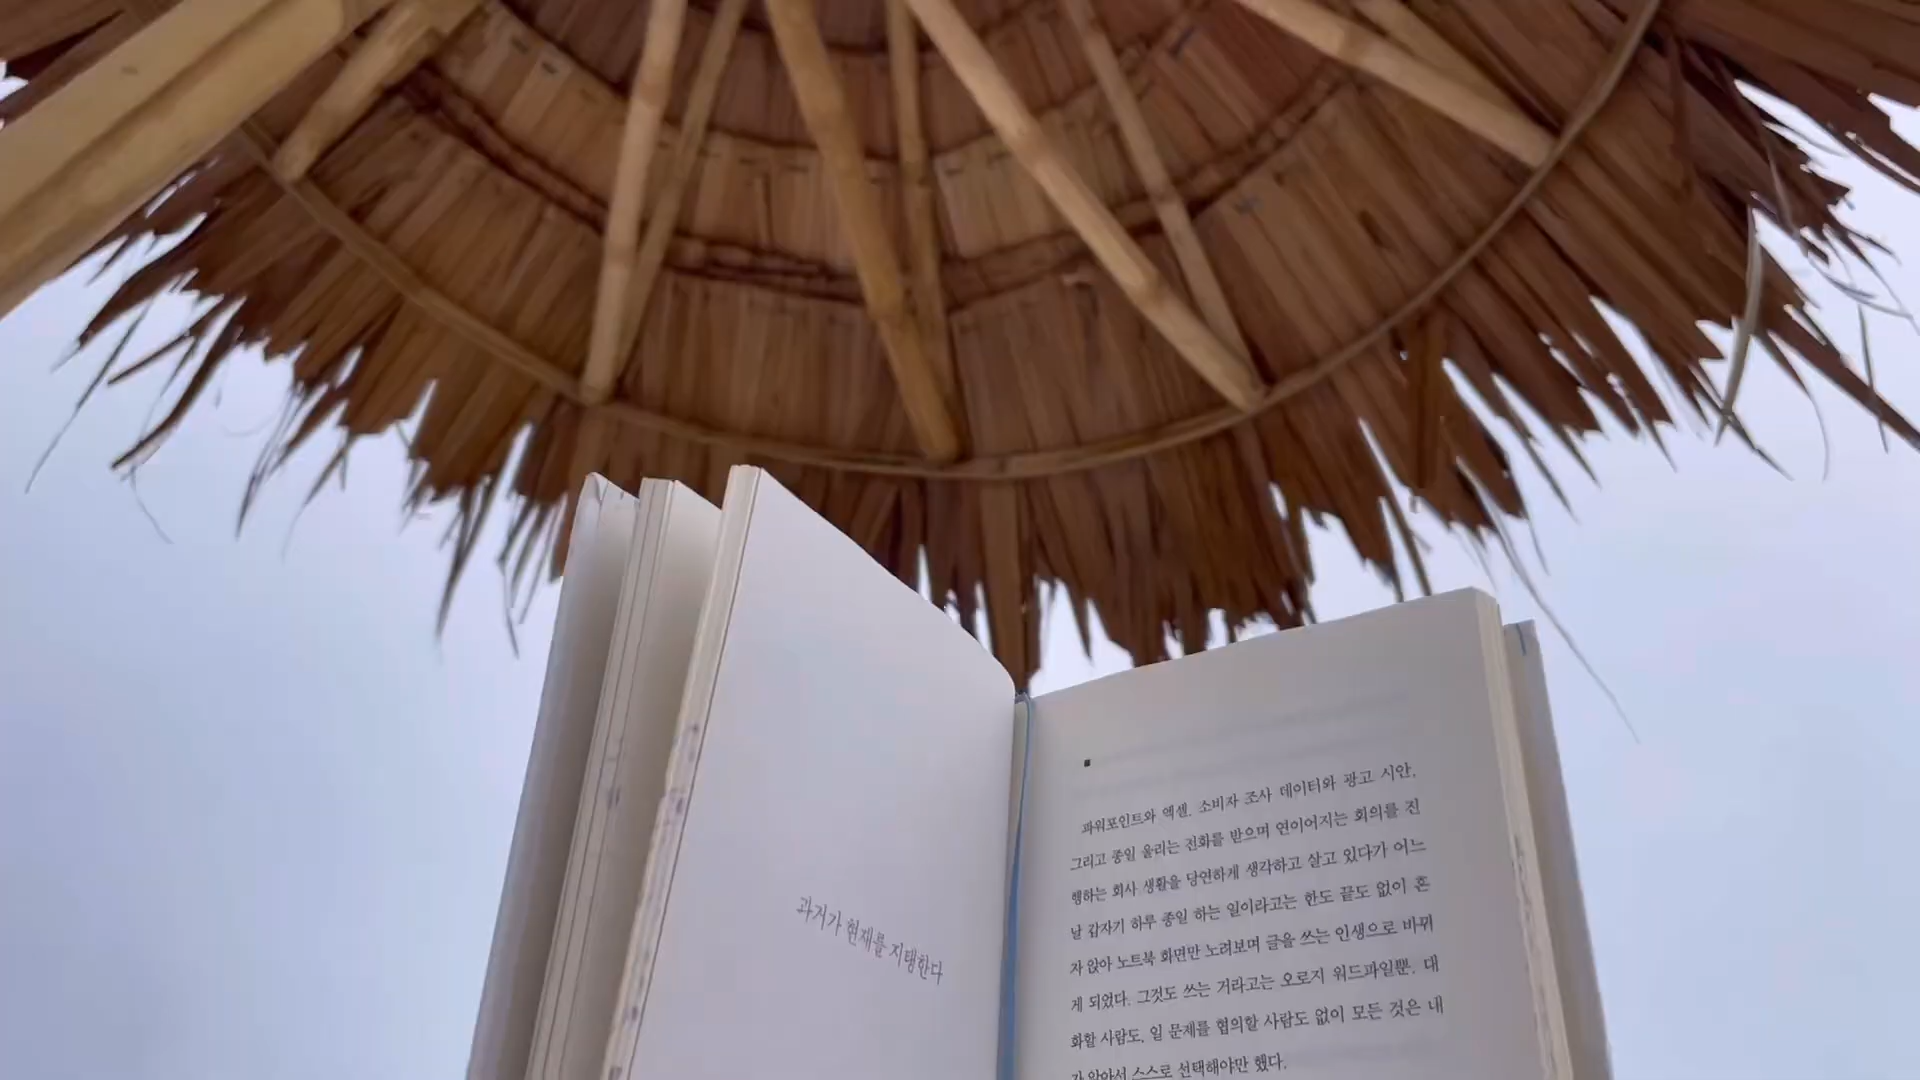 과거가 현재를 지탱한다
파워포인트와 엑셀, 소비자 조사 데이터와 광고 시안,
그리고 종일 울리는 전화를 받으며 연이어지는 회의를 진
행하는 회사 생활을 당연하게 생각하고 살고 있다가 어느
날 갑자기 하루 종일 하는 일이라고는 한도 끝도 없이 혼
자 앉아 노트북 화면만 노려보며 글을 쓰는 인생으로 바뀌
게 되었다. 그것도 쓰는 거라고는 오로지 워드파일뿐. 대
화할 사람도, 일 문제를 협의할 사람도 없이 모든 것은 내
가 알아서 스스로 선택해야만 했다.